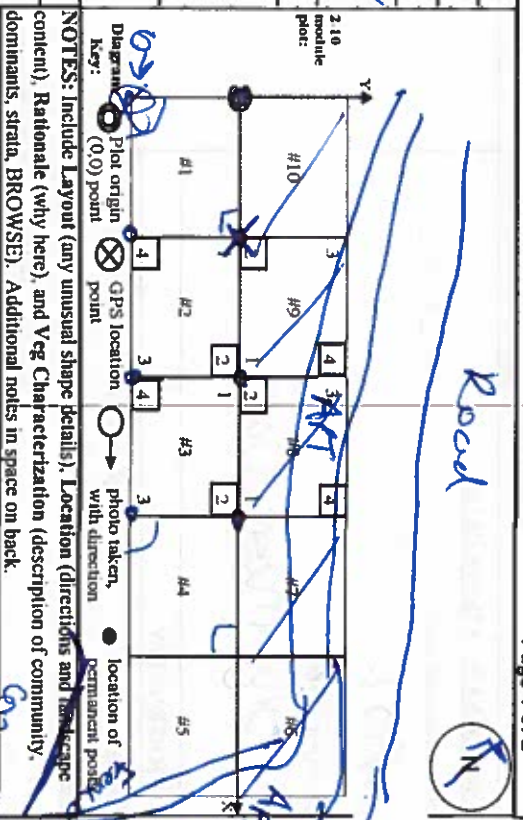 2 10
module
plot:
Y
Road
N
#10
#9
#7
#6
3
4
3
4
2
1
2
1
X
2
1
2
#1
#2
#3
#4
#5
4
3
4
3
Diagram Key:
Plot origin (0,0) point
GPS location point
photo taken, with direction
location of permanent posts
NOTES: Include Layout (any unusual shape details), Location (directions and landscape
content), Rationale (why here), and Veg Characterization (description of community,
dominants, strata, BROWSE). Additional notes in space on back.